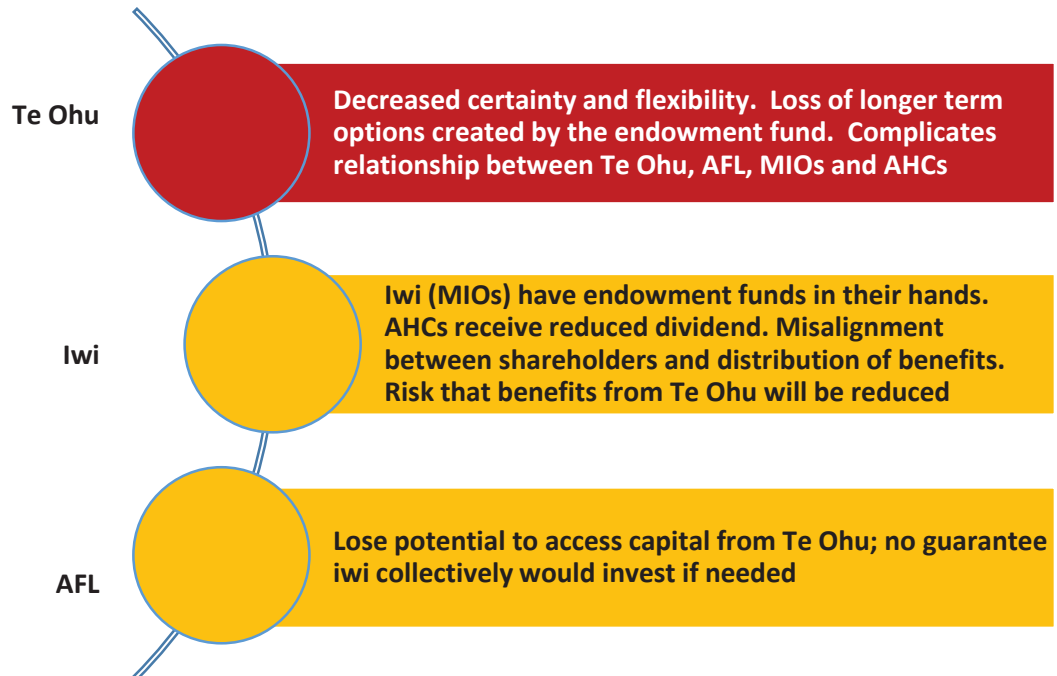 Te Ohu
Decreased certainty and flexibility. Loss of longer term
options created by the endowment fund. Complicates
relationship between Te Ohu, AFL, MIOs and AHCs
Iwi
Iwi (MIOs) have endowment funds in their hands.
AHCs receive reduced dividend. Misalignment
between shareholders and distribution of benefits.
Risk that benefits from Te Ohu will be reduced
AFL
Lose potential to access capital from Te Ohu; no guarantee
iwi collectively would invest if needed